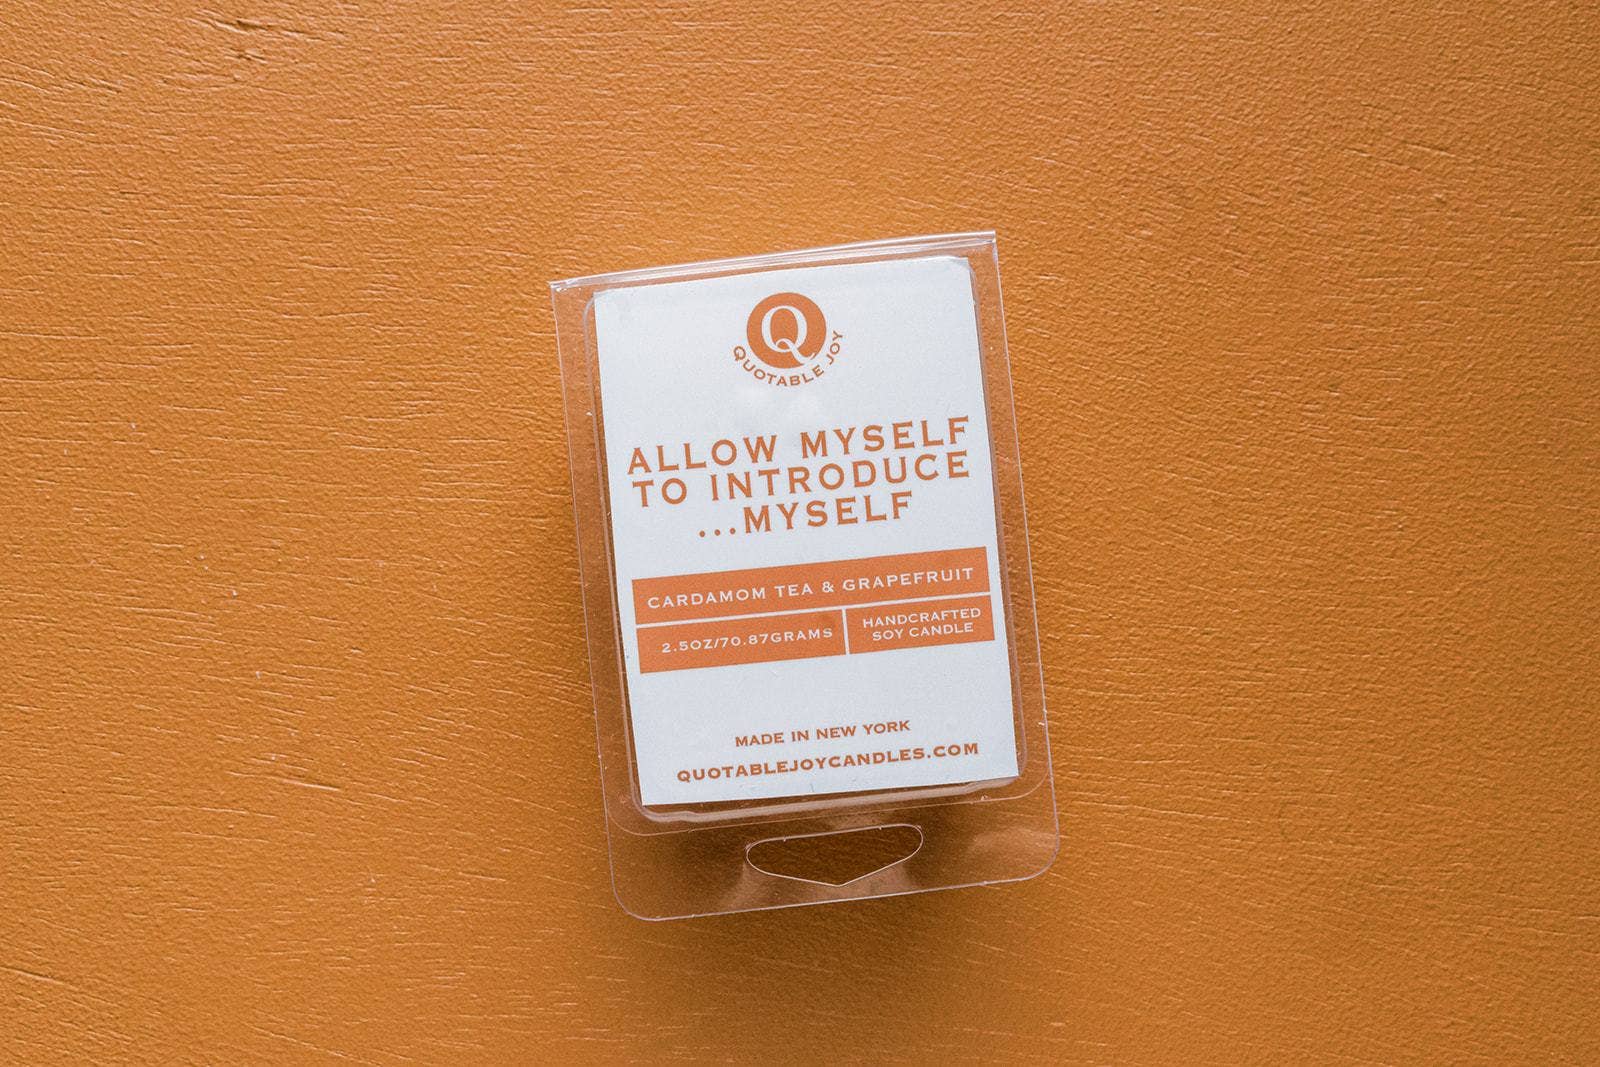 Q
QUOTABLE JOY
ALLOW MYSELF
TO INTRODUCE
...MYSELF
CARDAMOM TEA & GRAPEFRUIT
2.5OZ/70.87GRAMS
HANDCRAFTED
SOY CANDLE
MADE IN NEW YORK
QUOTABLEJOYCANDLES.COM